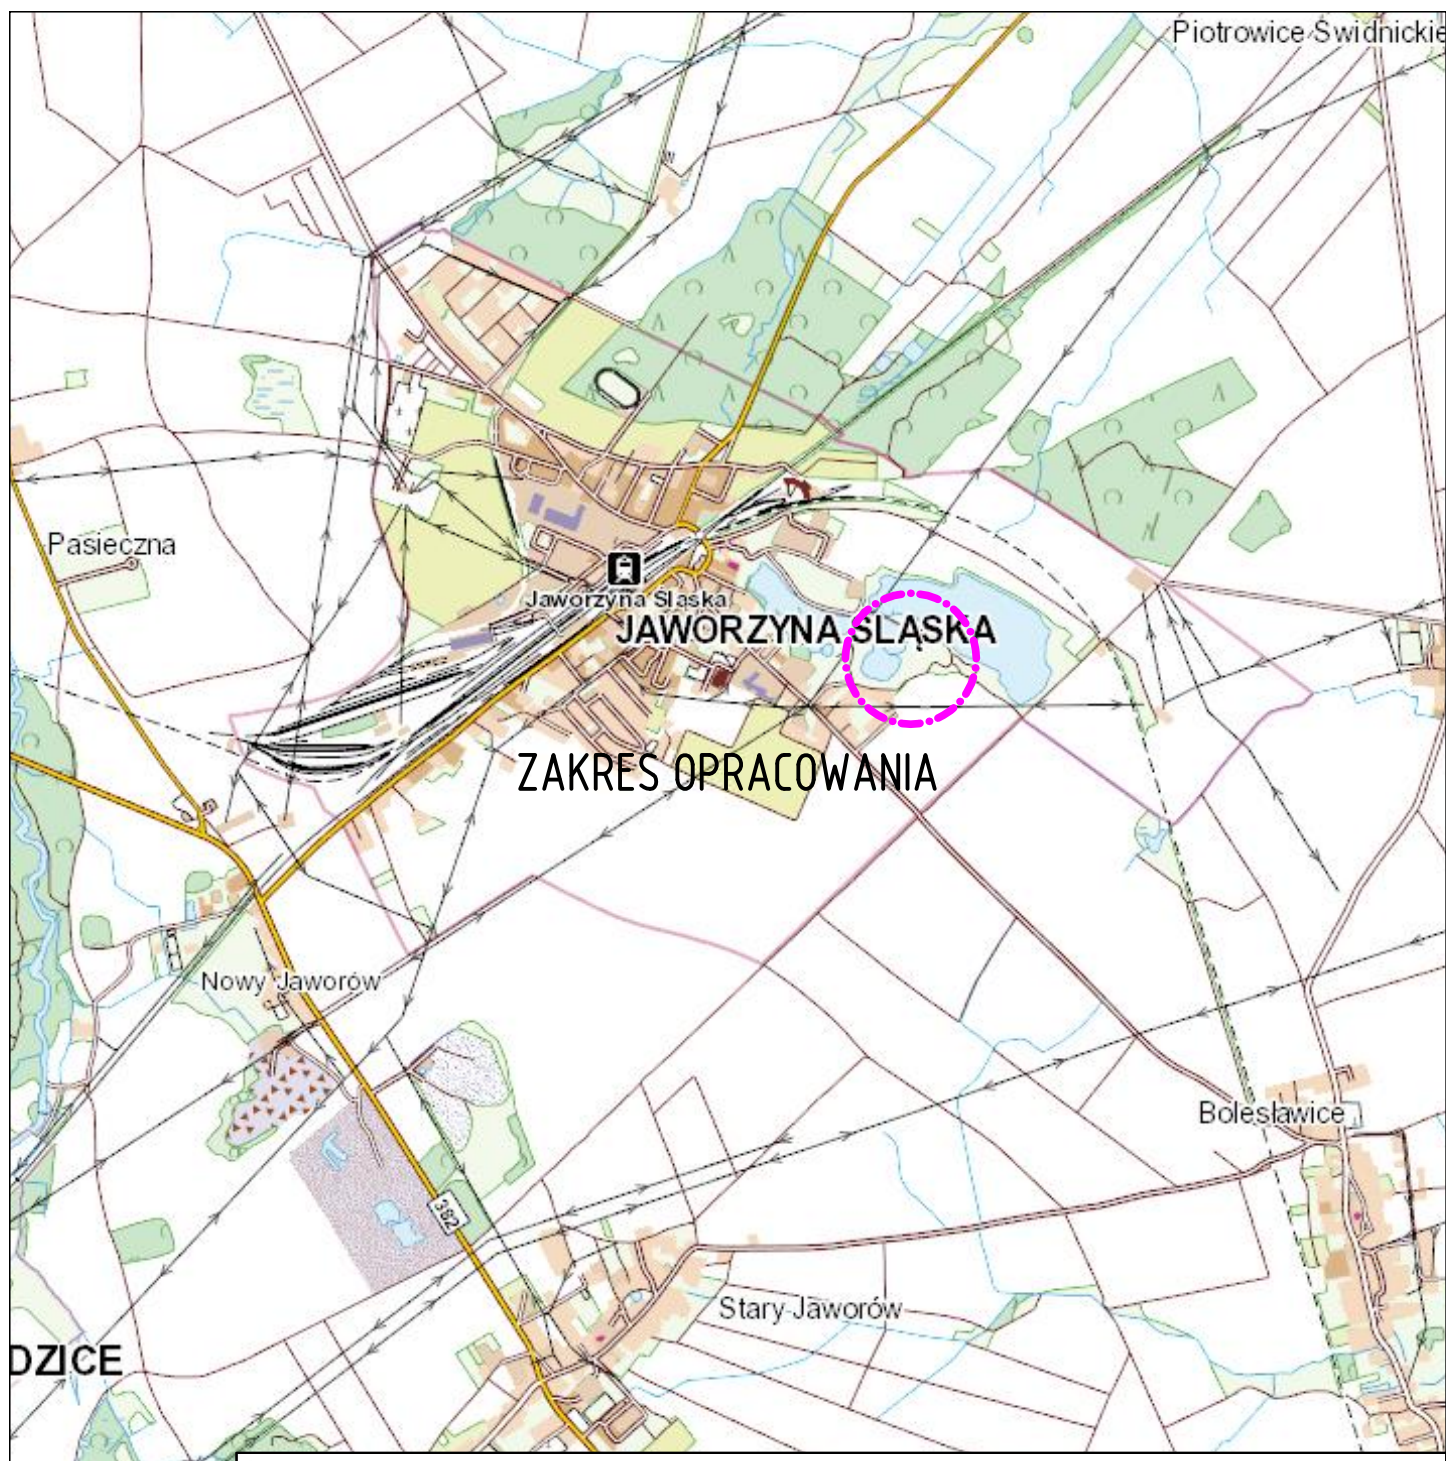 Piotrowice Świdnickie
Pasieczna
Jaworzyna Śląska
JAWORZYNA ŚLĄSKA
ZAKRES OPRACOWANIA
Nowy Jaworów
Bolesławice
382
Stary Jaworów
DZICE